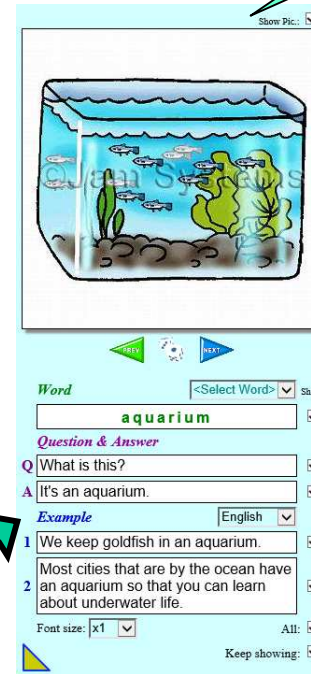 Show Pic.:
©Jam Systems
PREV
NEXT
Word
<Select Word>
Sh
aquarium
Question & Answer
Q What is this?
A It's an aquarium.
Example
English
1 We keep goldfish in an aquarium.
2 Most cities that are by the ocean have
an aquarium so that you can learn
about underwater life.
Font size: x1
All:
Keep showing: